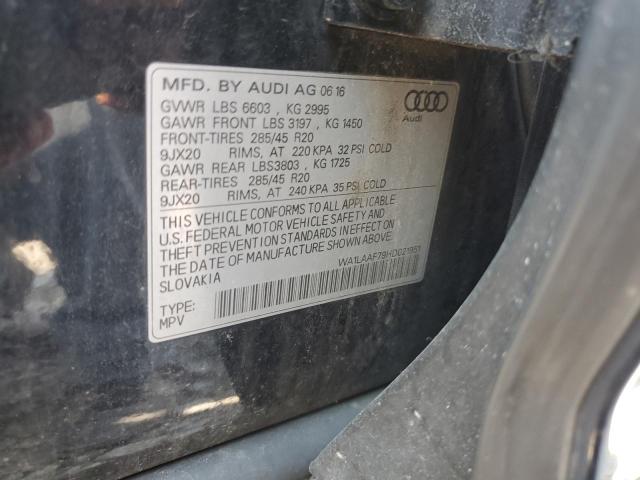 MFD. BY AUDI AG 06 16
GVWR LBS 6603 , KG 2995
GAWR FRONT LBS 3197 , KG 1450
FRONT-TIRES 285/45 R20
9JX20 RIMS, AT 220 KPA 32 PSI COLD
GAWR REAR LBS3803 , KG 1725
REAR-TIRES 285/45 R20
9JX20 RIMS, AT 240 KPA 35 PSI COLD
Audi
THIS VEHICLE CONFORMS TO ALL APPLICABLE
U.S. FEDERAL MOTOR VEHICLE SAFETY AND
THEFT PREVENTION STANDARDS IN EFFECT ON
THE DATE OF MANUFACTURE SHOWN ABOVE.
SLOVAKIA
WA1LAAF79HD021951
TYPE:
MPV